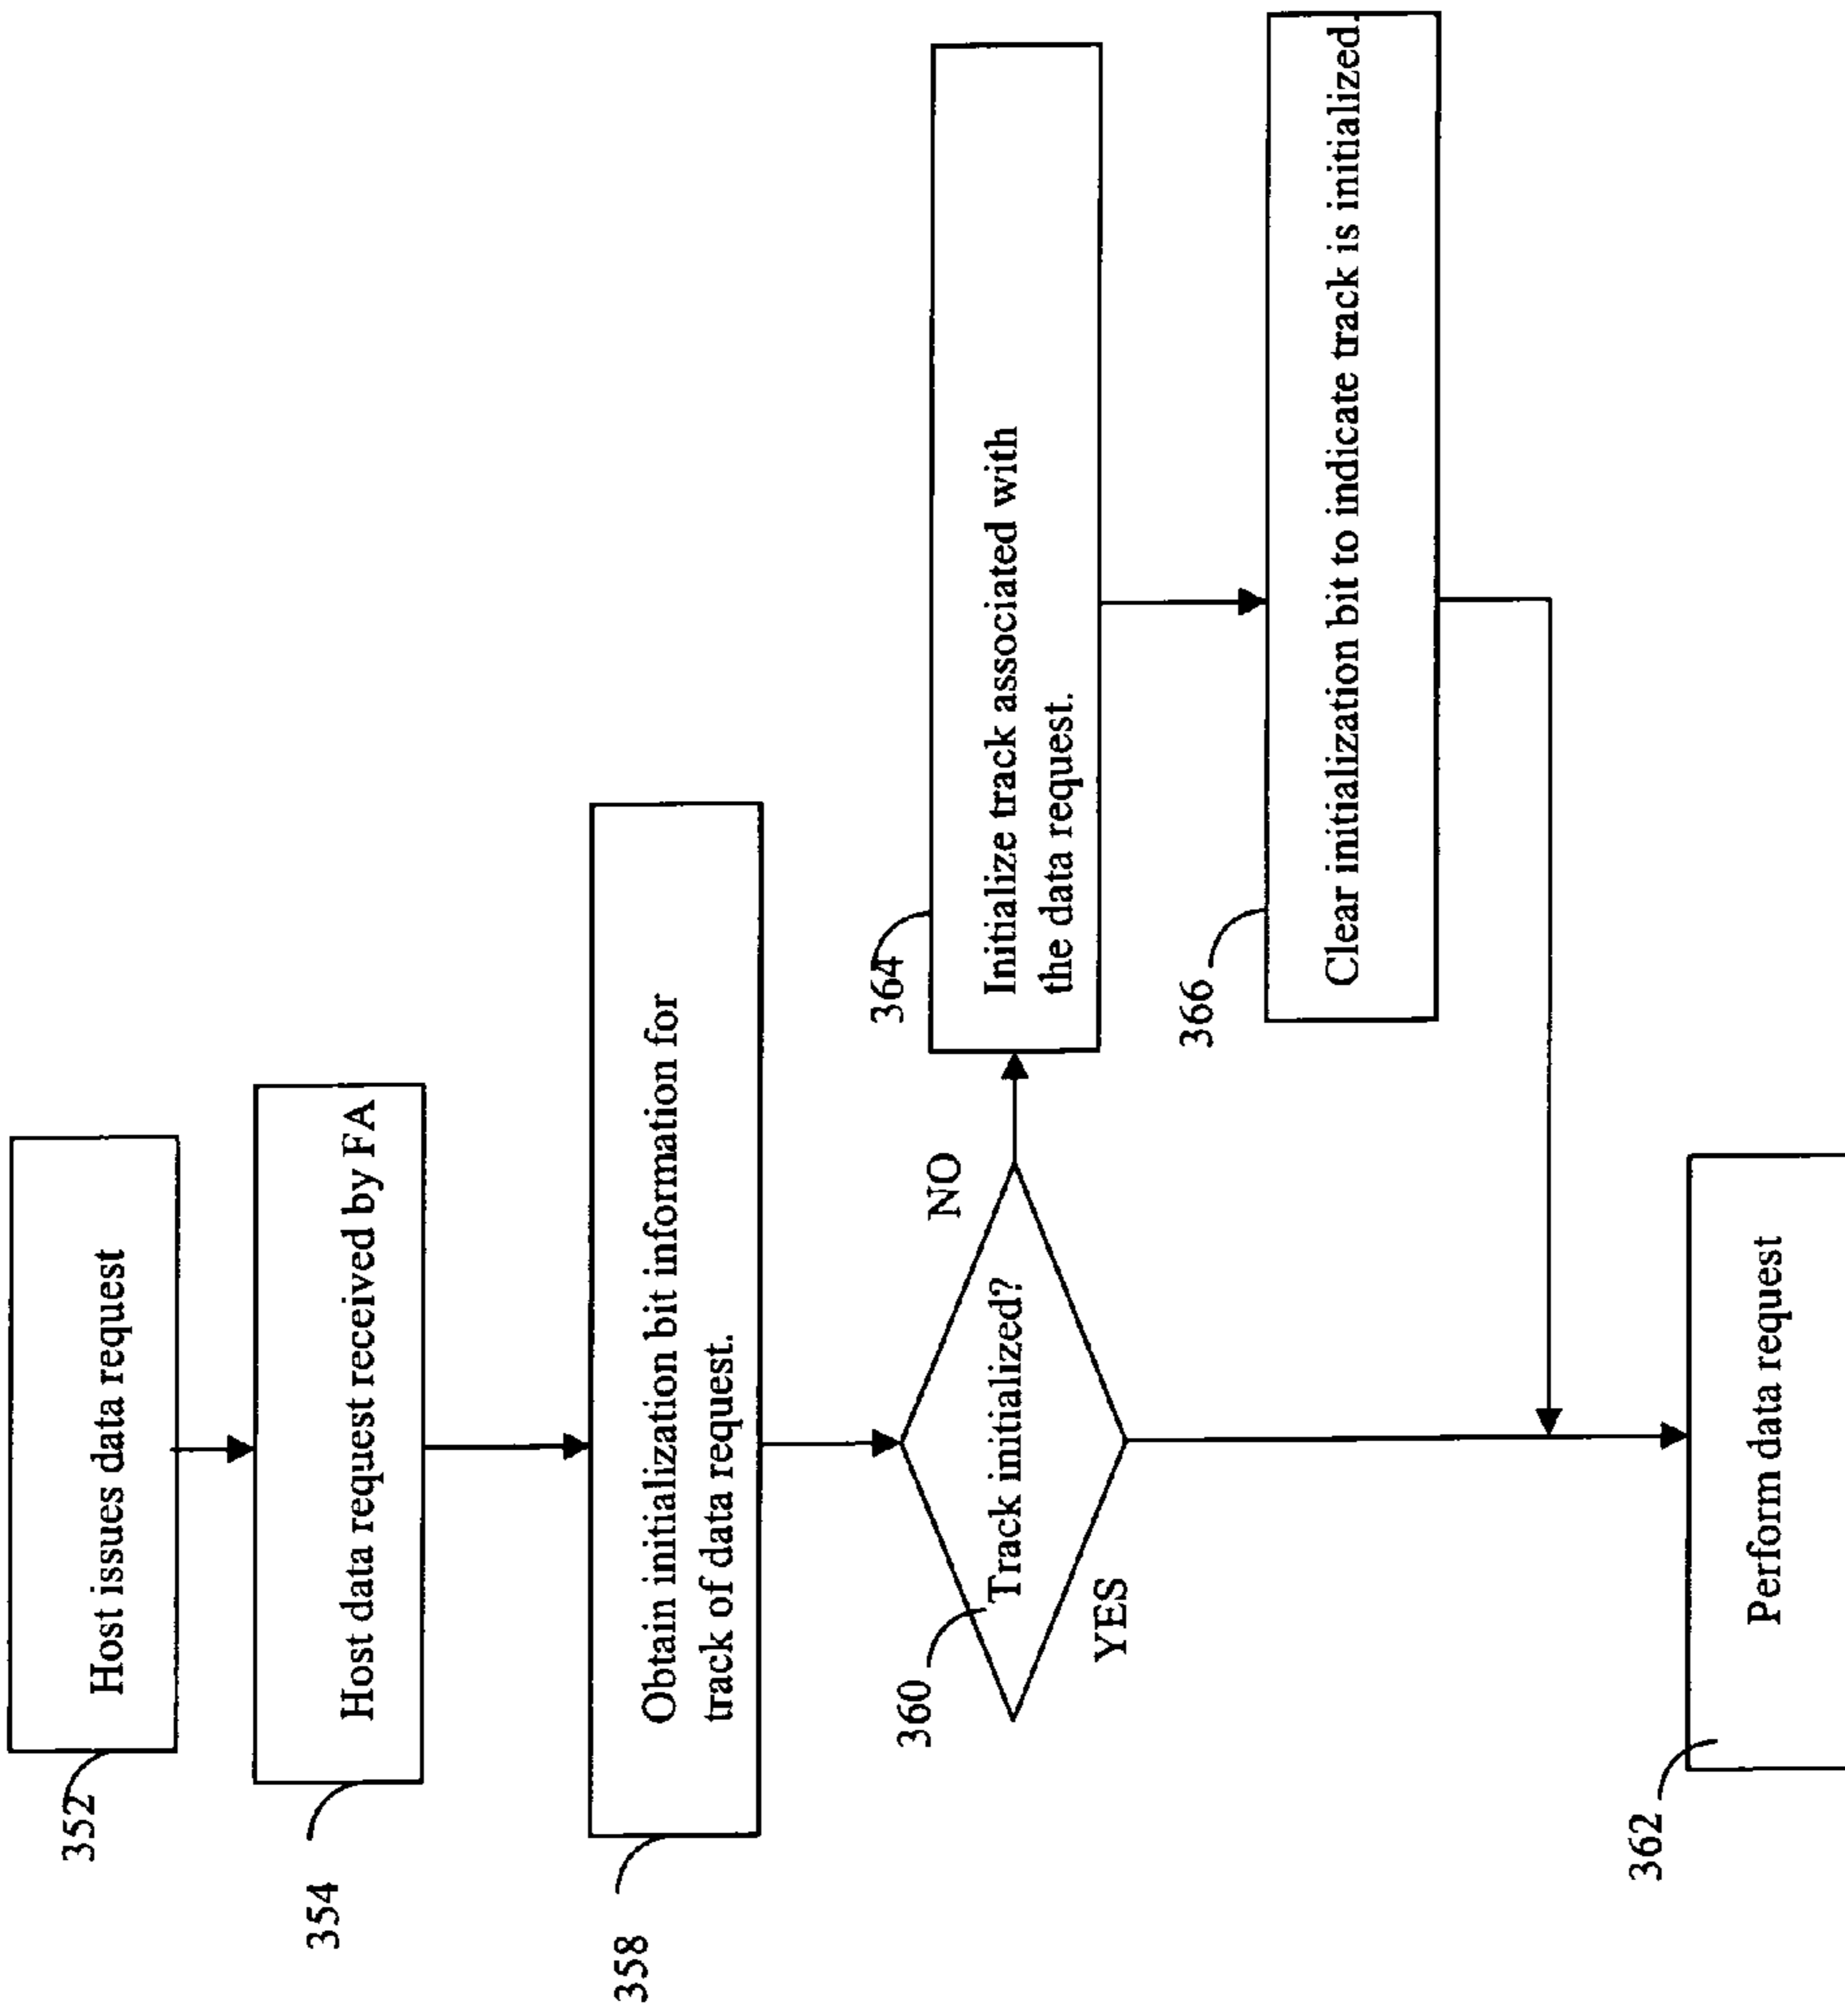 352
Host issues data request
354
Host data request received by FA
358
Obtain initialization bit information for
track of data request.
360
Track initialized?
NO
YES
364
Initialize track associated with
the data request.
366
Clear initialization bit to indicate track is initialized.
362
Perform data request